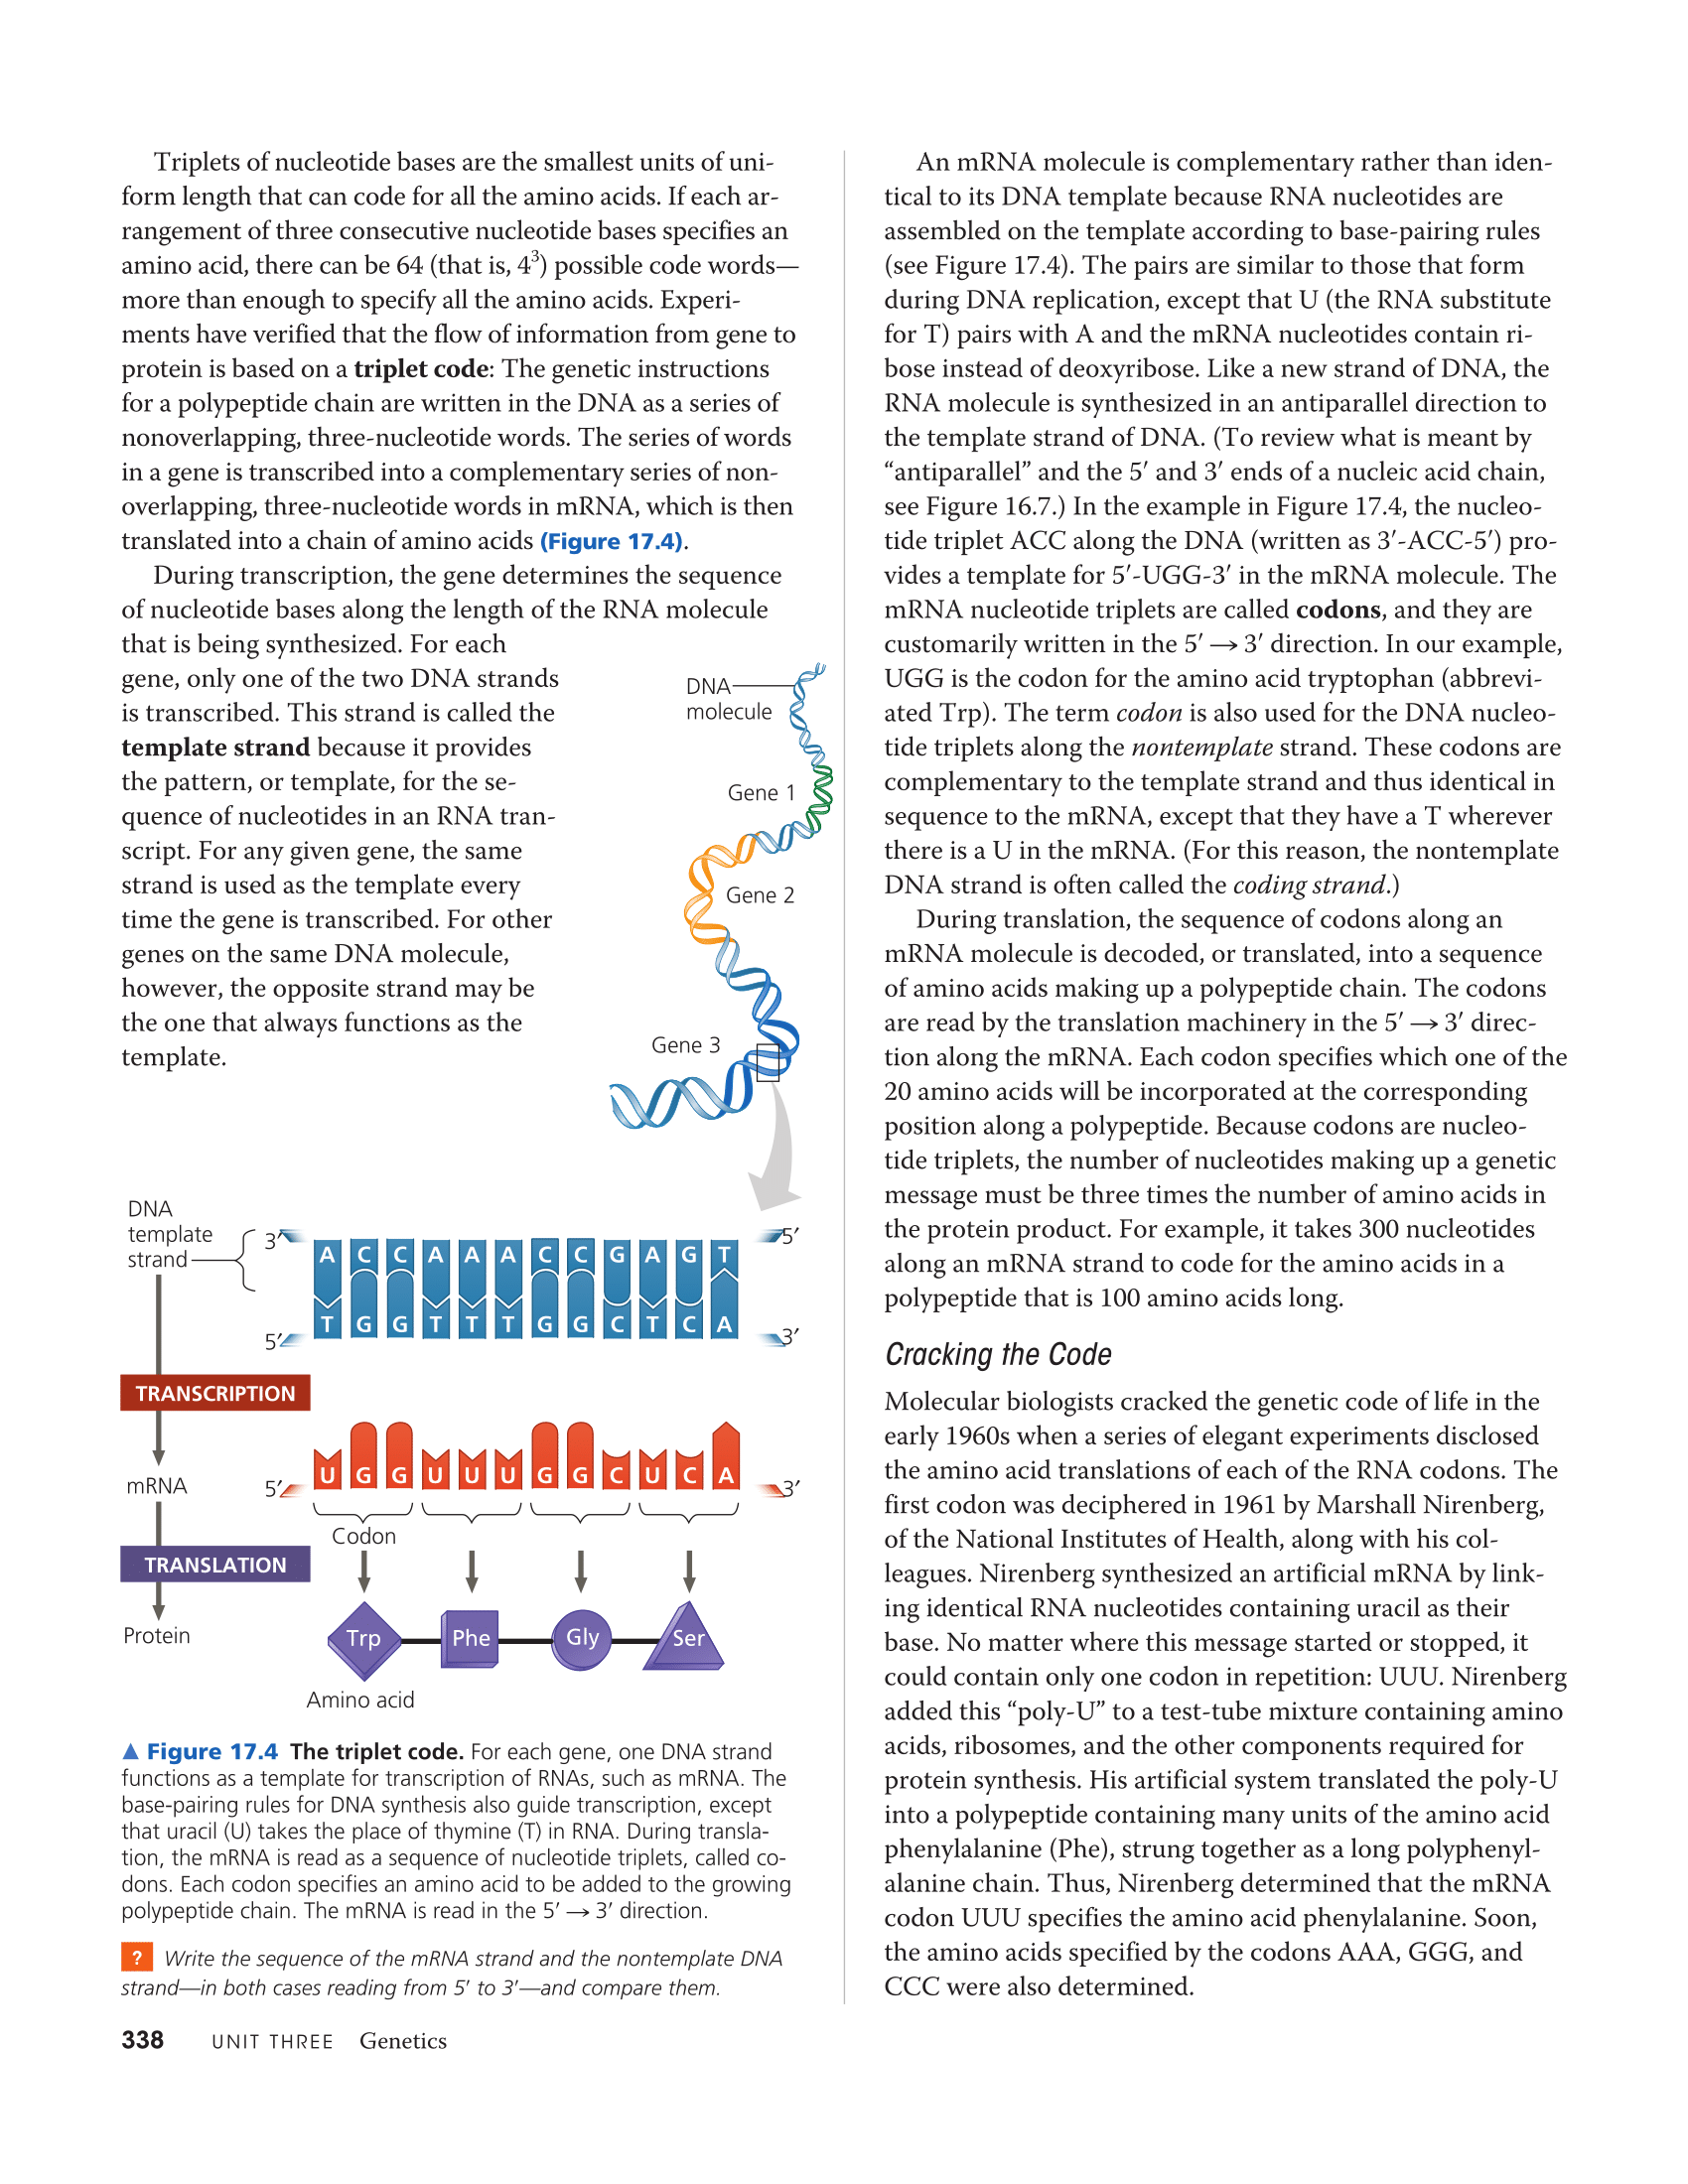 Triplets of nucleotide bases are the smallest units of uni-
form length that can code for all the amino acids. If each ar-
rangement of three consecutive nucleotide bases specifies an
amino acid, there can be 64 (that is, 4³) possible code words—
more than enough to specify all the amino acids. Experi-
ments have verified that the flow of information from gene to
protein is based on a triplet code: The genetic instructions
for a polypeptide chain are written in the DNA as a series of
nonoverlapping, three-nucleotide words. The series of words
in a gene is transcribed into a complementary series of non-
overlapping, three-nucleotide words in mRNA, which is then
translated into a chain of amino acids (Figure 17.4).
During transcription, the gene determines the sequence
of nucleotide bases along the length of the RNA molecule
that is being synthesized. For each
gene, only one of the two DNA strands
is transcribed. This strand is called the
template strand because it provides
the pattern, or template, for the se-
quence of nucleotides in an RNA tran-
script. For any given gene, the same
strand is used as the template every
time the gene is transcribed. For other
genes on the same DNA molecule,
however, the opposite strand may be
the one that always functions as the
template.
DNA
molecule
Gene 1
Gene 2
Gene 3
DNA
template
strand
3′
5′
A C C A A A C C G A G T
T G G T T T G G C T C A
5′
3′
TRANSCRIPTION
mRNA
5′
U G G U U U G G C U C A
3′
Codon
TRANSLATION
Protein
Trp
Phe
Gly
Ser
Amino acid
▲ Figure 17.4 The triplet code. For each gene, one DNA strand
functions as a template for transcription of RNAs, such as mRNA. The
base-pairing rules for DNA synthesis also guide transcription, except
that uracil (U) takes the place of thymine (T) in RNA. During transla-
tion, the mRNA is read as a sequence of nucleotide triplets, called co-
dons. Each codon specifies an amino acid to be added to the growing
polypeptide chain. The mRNA is read in the 5′ → 3′ direction.
? Write the sequence of the mRNA strand and the nontemplate DNA
strand—in both cases reading from 5′ to 3′—and compare them.
An mRNA molecule is complementary rather than iden-
tical to its DNA template because RNA nucleotides are
assembled on the template according to base-pairing rules
(see Figure 17.4). The pairs are similar to those that form
during DNA replication, except that U (the RNA substitute
for T) pairs with A and the mRNA nucleotides contain ri-
bose instead of deoxyribose. Like a new strand of DNA, the
RNA molecule is synthesized in an antiparallel direction to
the template strand of DNA. (To review what is meant by
“antiparallel” and the 5′ and 3′ ends of a nucleic acid chain,
see Figure 16.7.) In the example in Figure 17.4, the nucleo-
tide triplet ACC along the DNA (written as 3′-ACC-5′) pro-
vides a template for 5′-UGG-3′ in the mRNA molecule. The
mRNA nucleotide triplets are called codons, and they are
customarily written in the 5′ → 3′ direction. In our example,
UGG is the codon for the amino acid tryptophan (abbrevi-
ated Trp). The term codon is also used for the DNA nucleo-
tide triplets along the nontemplate strand. These codons are
complementary to the template strand and thus identical in
sequence to the mRNA, except that they have a T wherever
there is a U in the mRNA. (For this reason, the nontemplate
DNA strand is often called the coding strand.)
During translation, the sequence of codons along an
mRNA molecule is decoded, or translated, into a sequence
of amino acids making up a polypeptide chain. The codons
are read by the translation machinery in the 5′ → 3′ direc-
tion along the mRNA. Each codon specifies which one of the
20 amino acids will be incorporated at the corresponding
position along a polypeptide. Because codons are nucleo-
tide triplets, the number of nucleotides making up a genetic
message must be three times the number of amino acids in
the protein product. For example, it takes 300 nucleotides
along an mRNA strand to code for the amino acids in a
polypeptide that is 100 amino acids long.
Cracking the Code
Molecular biologists cracked the genetic code of life in the
early 1960s when a series of elegant experiments disclosed
the amino acid translations of each of the RNA codons. The
first codon was deciphered in 1961 by Marshall Nirenberg,
of the National Institutes of Health, along with his col-
leagues. Nirenberg synthesized an artificial mRNA by link-
ing identical RNA nucleotides containing uracil as their
base. No matter where this message started or stopped, it
could contain only one codon in repetition: UUU. Nirenberg
added this “poly-U” to a test-tube mixture containing amino
acids, ribosomes, and the other components required for
protein synthesis. His artificial system translated the poly-U
into a polypeptide containing many units of the amino acid
phenylalanine (Phe), strung together as a long polyphenyl-
alanine chain. Thus, Nirenberg determined that the mRNA
codon UUU specifies the amino acid phenylalanine. Soon,
the amino acids specified by the codons AAA, GGG, and
CCC were also determined.
338 UNIT THREE Genetics